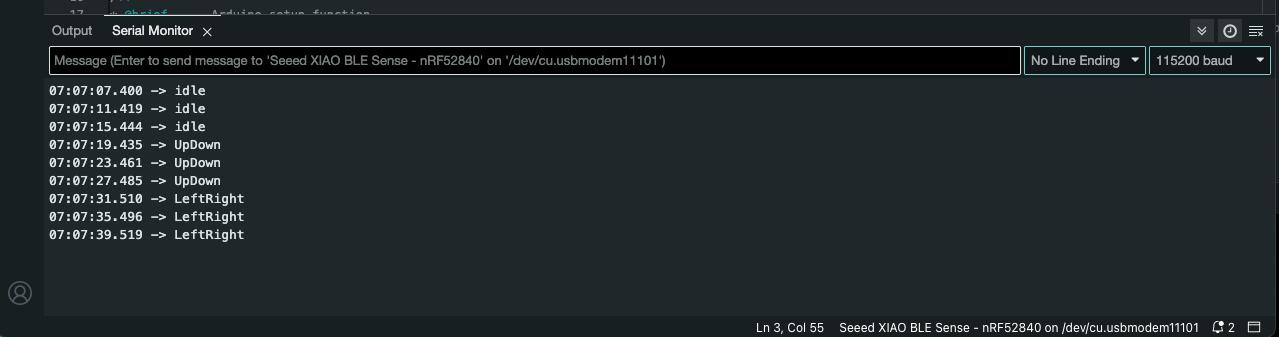 17 * @brief Arduino setup function
Output Serial Monitor
Message (Enter to send message to 'Seeed XIAO BLE Sense - nRF52840' on '/dev/cu.usbmodem11101') No Line Ending 115200 baud
07:07:07.400 -> idle
07:07:11.419 -> idle
07:07:15.444 -> idle
07:07:19.435 -> UpDown
07:07:23.461 -> UpDown
07:07:27.485 -> UpDown
07:07:31.510 -> LeftRight
07:07:35.496 -> LeftRight
07:07:39.519 -> LeftRight
Ln 3, Col 55 Seeed XIAO BLE Sense - nRF52840 on /dev/cu.usbmodem11101 2